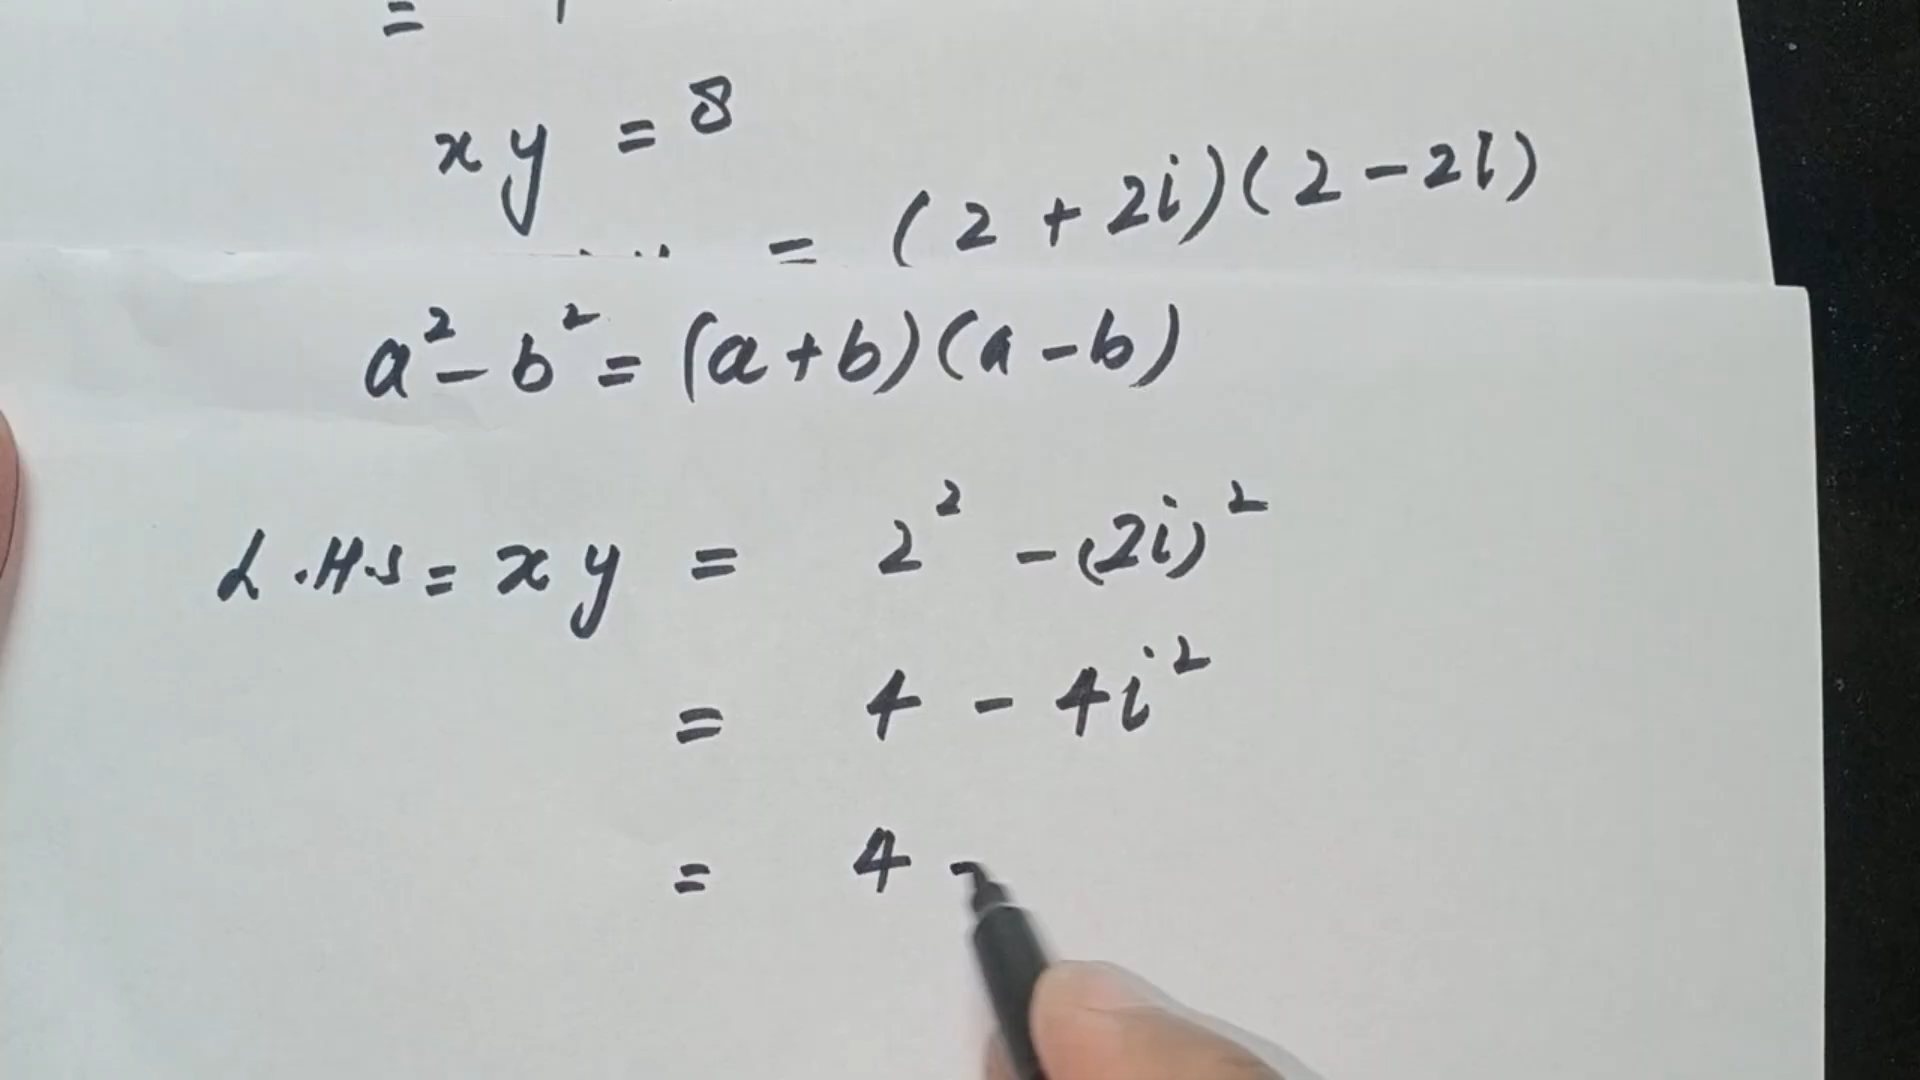 =
xy = 8
= (2 + 2i)(2 - 2i)
a² - b² = (a + b)(a - b)
L.H.S = xy = 2² - (2i)²
= 4 - 4i²
= 4 -